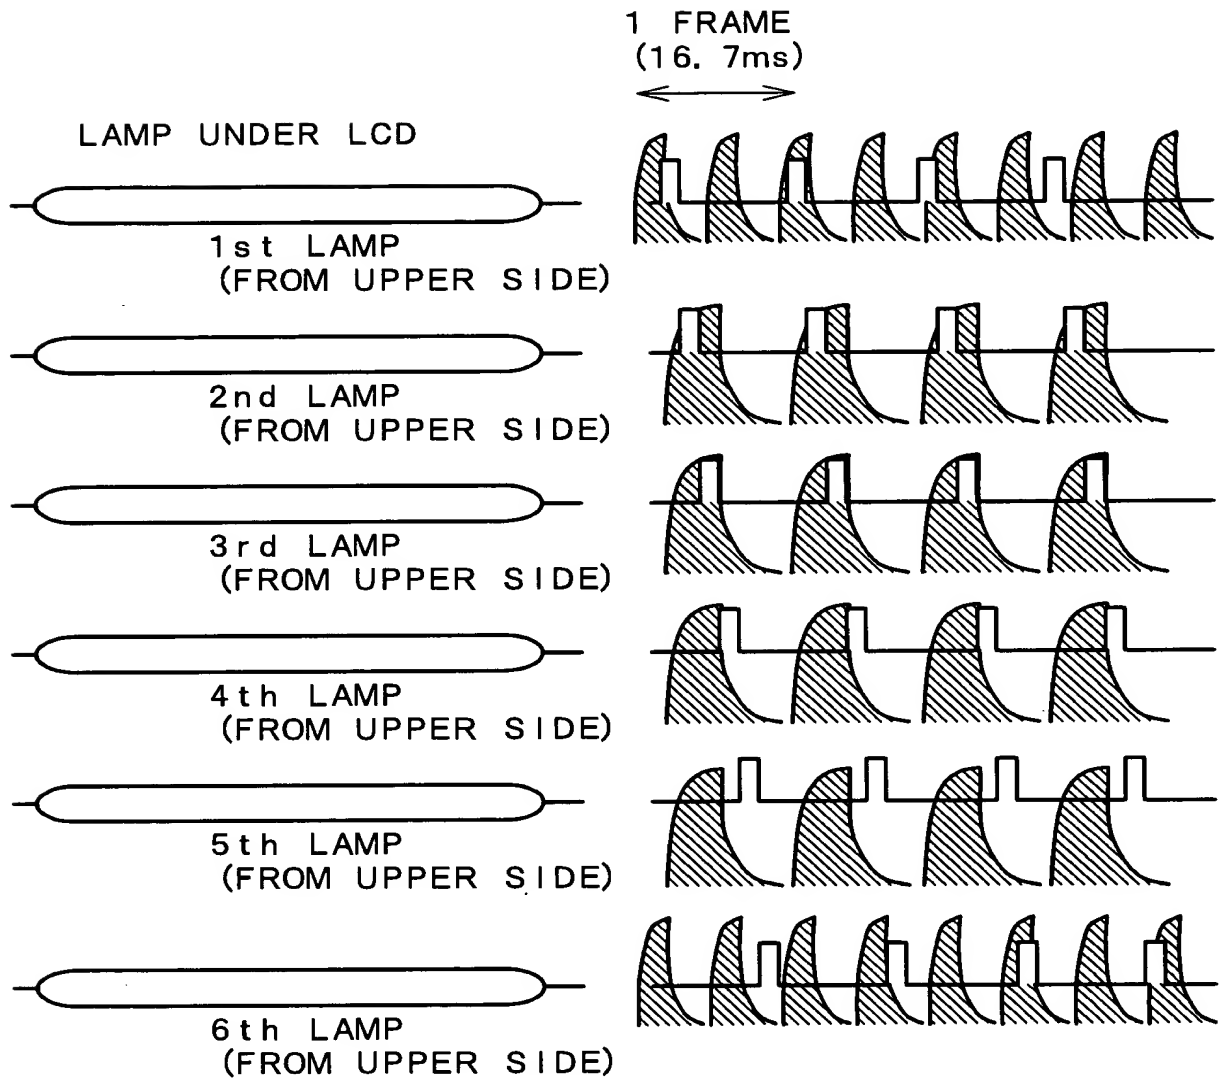 1 FRAME
(16. 7ms)
LAMP UNDER LCD
1st LAMP
(FROM UPPER SIDE)
2nd LAMP
(FROM UPPER SIDE)
3rd LAMP
(FROM UPPER SIDE)
4th LAMP
(FROM UPPER SIDE)
5th LAMP
(FROM UPPER SIDE)
6th LAMP
(FROM UPPER SIDE)